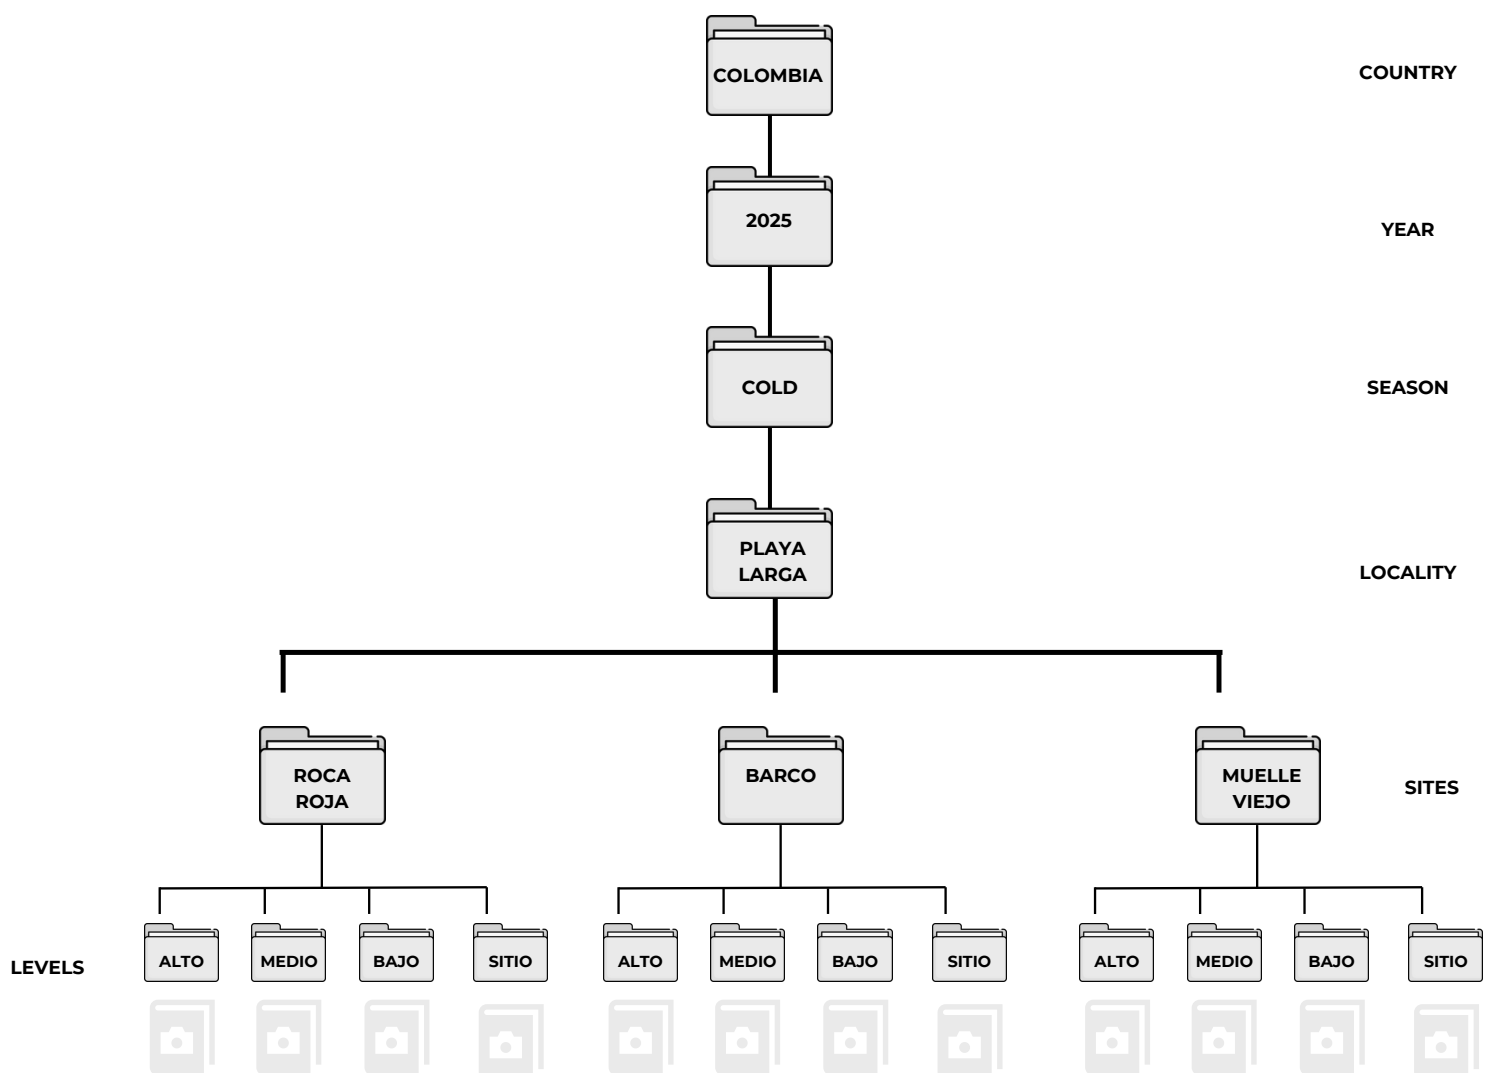 COLOMBIA
COUNTRY
2025
YEAR
COLD
SEASON
PLAYA
LARGA
LOCALITY
ROCA
ROJA
BARCO
MUELLE
VIEJO
SITES
LEVELS
ALTO
MEDIO
BAJO
SITIO
ALTO
MEDIO
BAJO
SITIO
ALTO
MEDIO
BAJO
SITIO